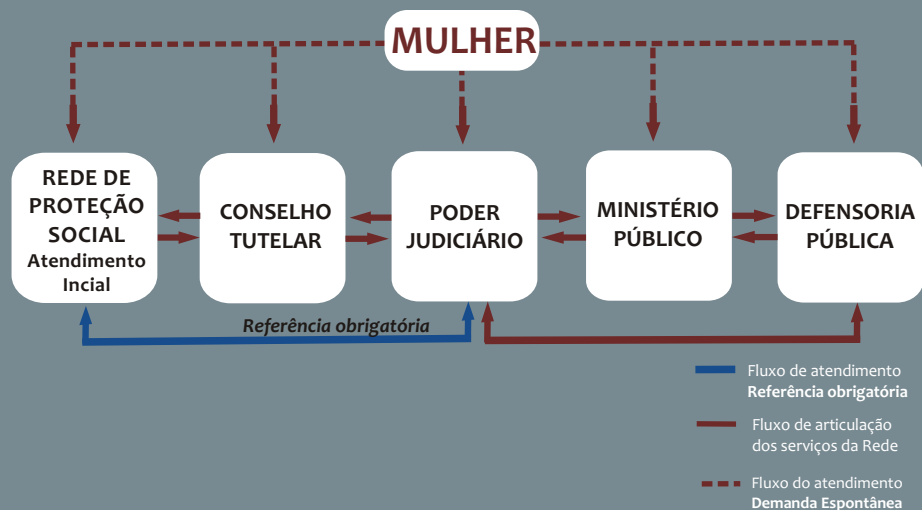 MULHER
REDE DE
PROTEÇÃO
SOCIAL
Atendimento
Incial
CONSELHO
TUTELAR
PODER
JUDICIÁRIO
MINISTÉRIO
PÚBLICO
DEFENSORIA
PÚBLICA
Referência obrigatória
Fluxo de atendimento
Referência obrigatória
Fluxo de articulação
dos serviços da Rede
Fluxo do atendimento
Demanda Espontânea